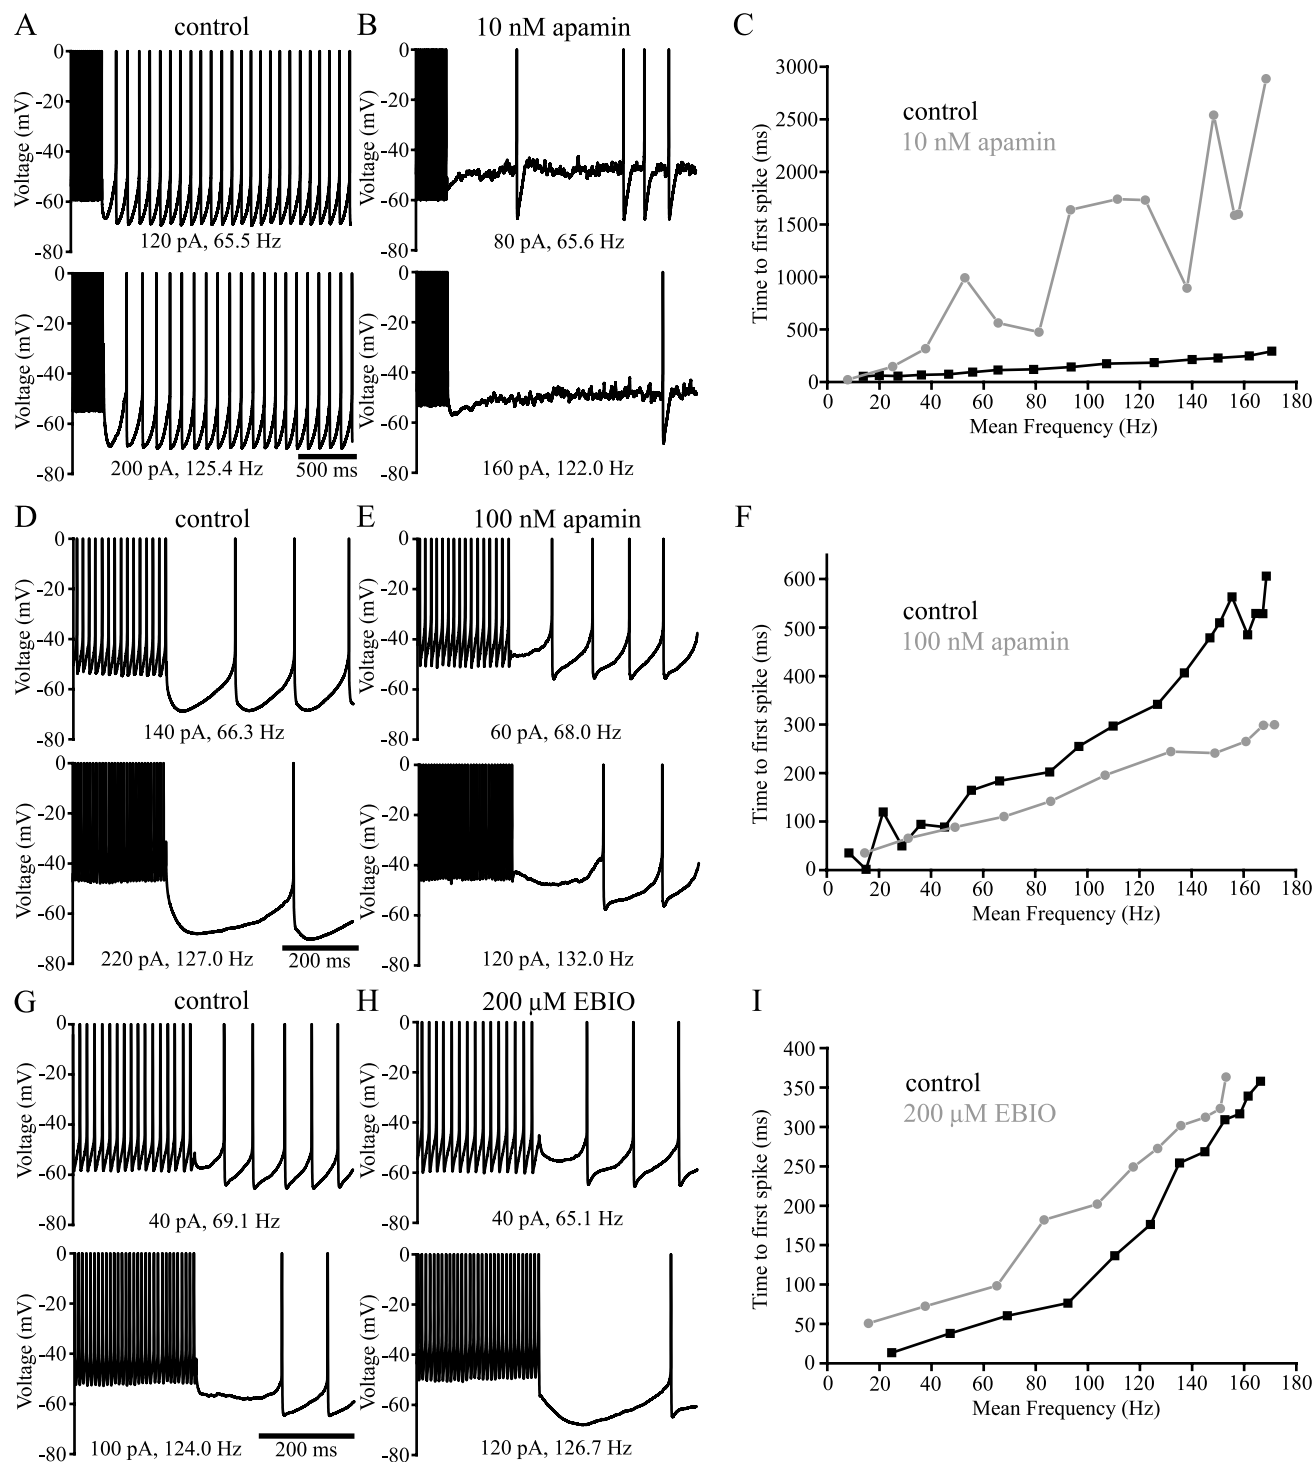 A
control
B
10 nM apamin
C
Voltage (mV)
0
-20
-40
-60
-80
120 pA, 65.5 Hz
Voltage (mV)
0
-20
-40
-60
-80
80 pA, 65.6 Hz
Voltage (mV)
0
-20
-40
-60
-80
200 pA, 125.4 Hz
500 ms
Voltage (mV)
0
-20
-40
-60
-80
160 pA, 122.0 Hz
Time to first spike (ms)
3000
2500
2000
1500
1000
500
0
control
10 nM apamin
0 20 40 60 80 100 120 140 160 180
Mean Frequency (Hz)
D
control
E
100 nM apamin
F
Voltage (mV)
0
-20
-40
-60
-80
140 pA, 66.3 Hz
Voltage (mV)
0
-20
-40
-60
-80
60 pA, 68.0 Hz
Voltage (mV)
0
-20
-40
-60
-80
220 pA, 127.0 Hz
200 ms
Voltage (mV)
0
-20
-40
-60
-80
120 pA, 132.0 Hz
Time to first spike (ms)
600
500
400
300
200
100
0
control
100 nM apamin
0 20 40 60 80 100 120 140 160 180
Mean Frequency (Hz)
G
control
H
200 μM EBIO
I
Voltage (mV)
0
-20
-40
-60
-80
40 pA, 69.1 Hz
Voltage (mV)
0
-20
-40
-60
-80
40 pA, 65.1 Hz
Voltage (mV)
0
-20
-40
-60
-80
100 pA, 124.0 Hz
200 ms
Voltage (mV)
0
-20
-40
-60
-80
120 pA, 126.7 Hz
Time to first spike (ms)
400
350
300
250
200
150
100
50
0
control
200 μM EBIO
0 20 40 60 80 100 120 140 160 180
Mean Frequency (Hz)